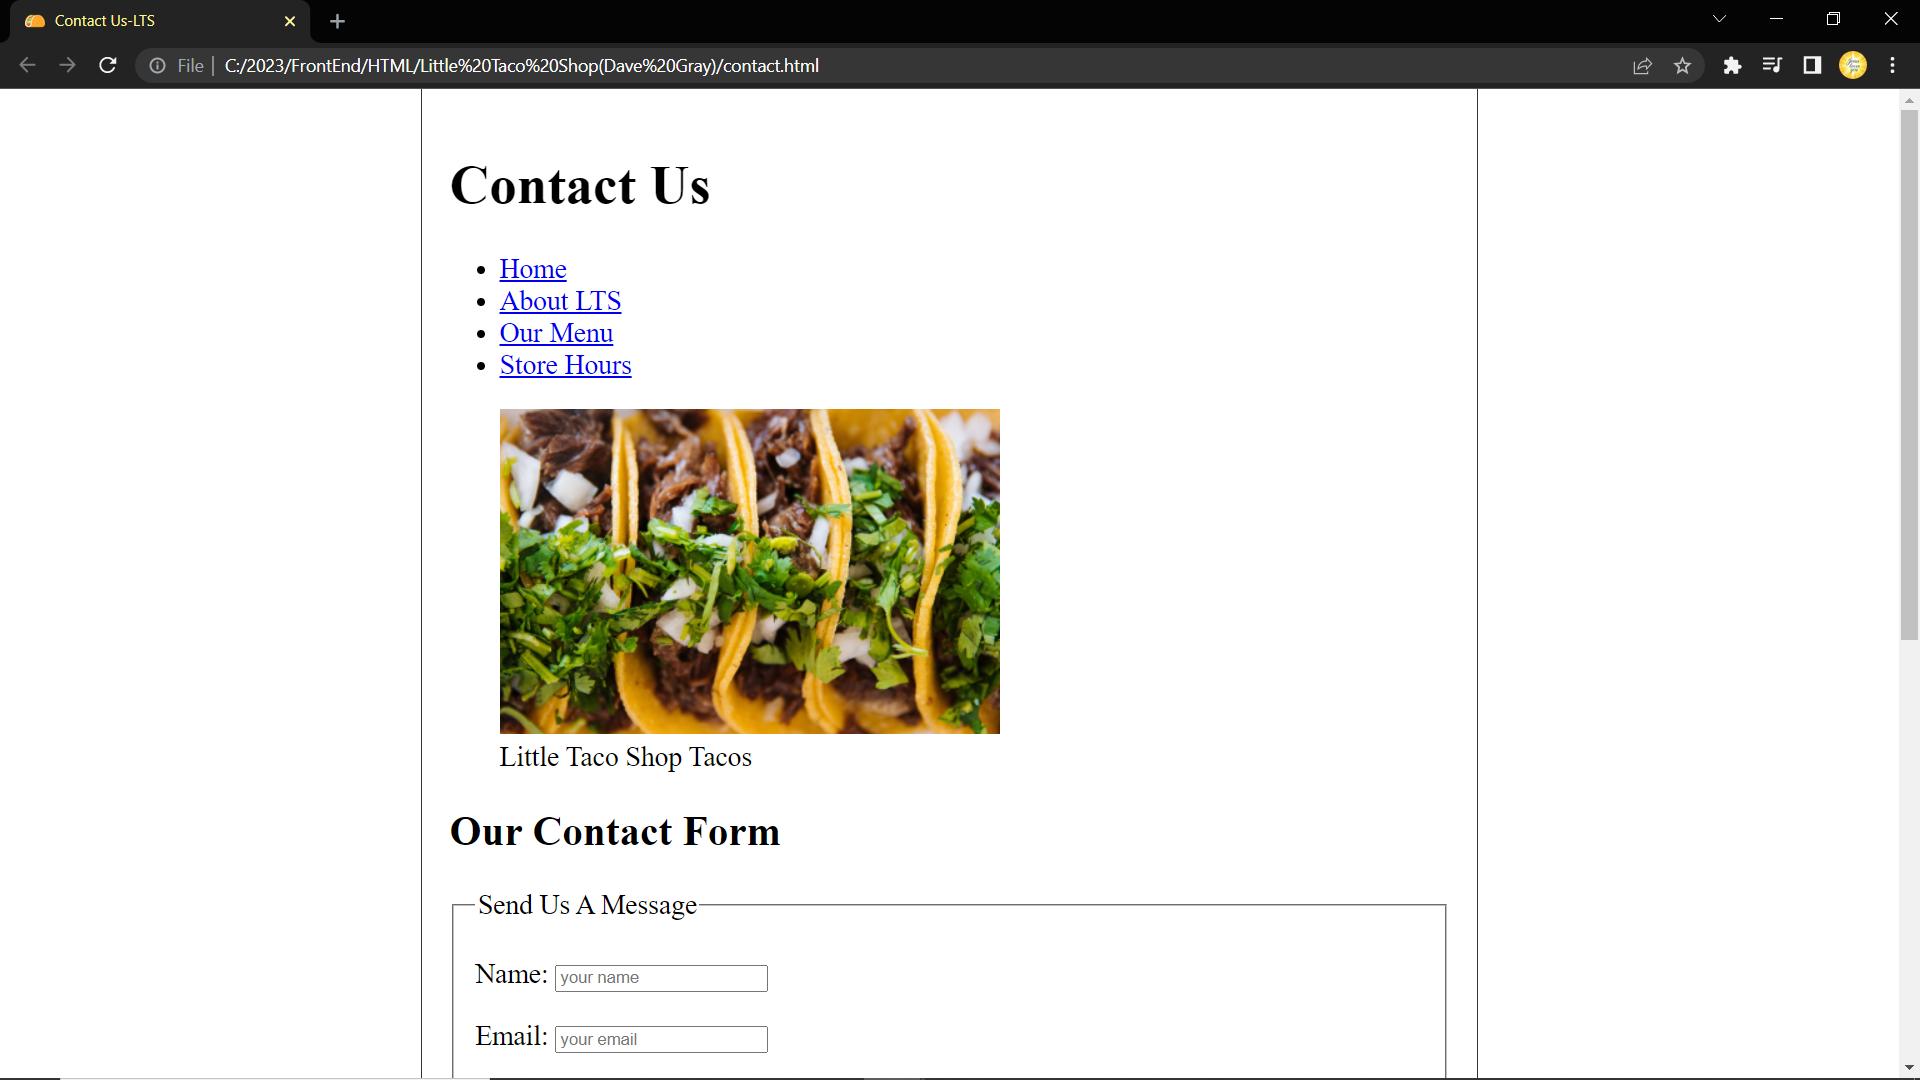 Contact Us-LTS
File
C:/2023/FrontEnd/HTML/Little%20Taco%20Shop(Dave%20Gray)/contact.html
Contact Us
Home
About LTS
Our Menu
Store Hours
Little Taco Shop Tacos
Our Contact Form
Send Us A Message
Name: your name
Email: your email